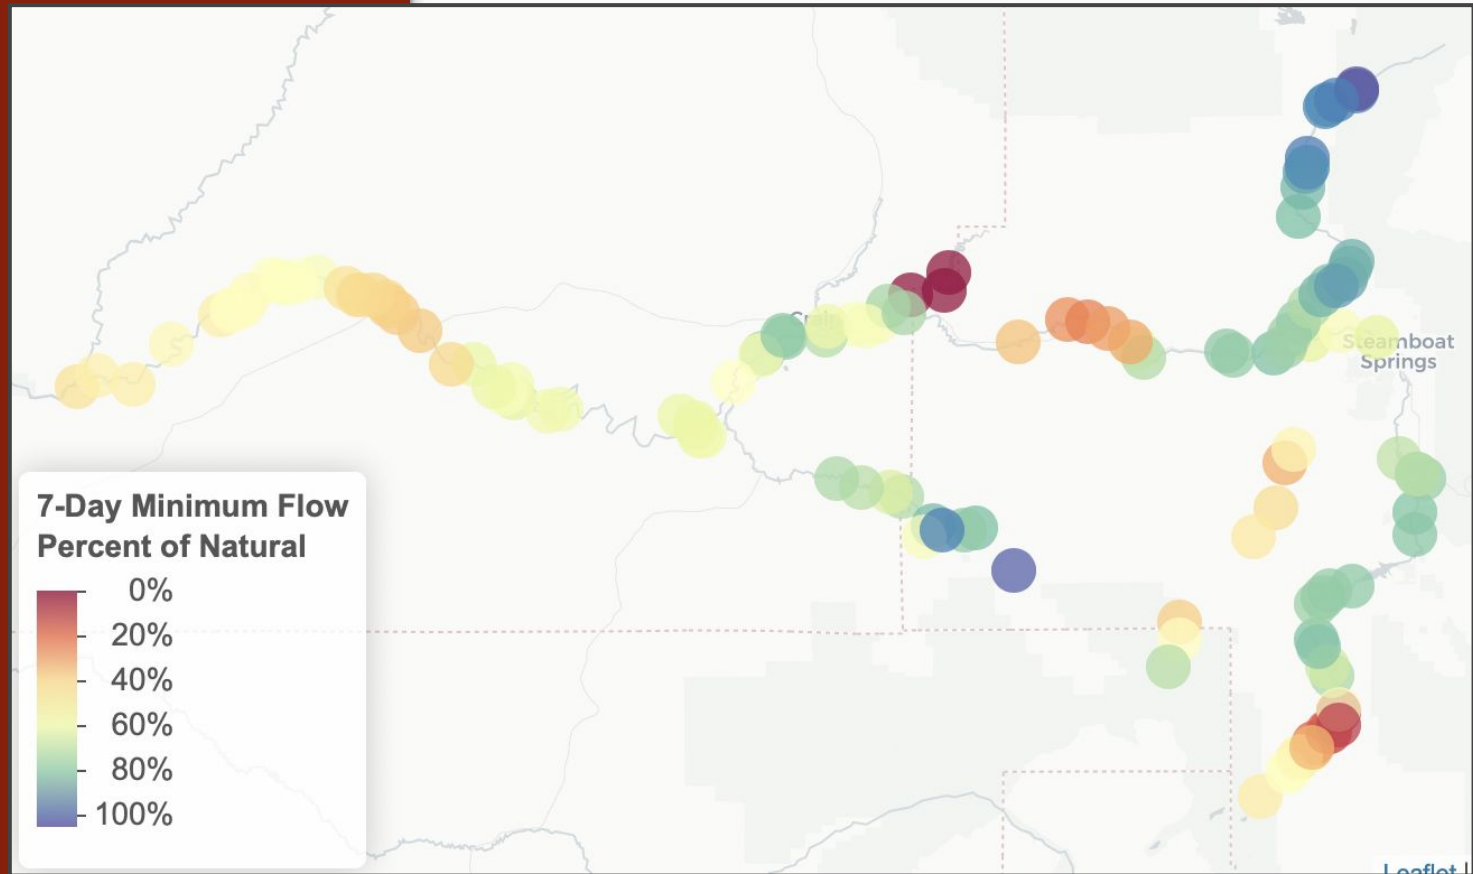 Steamboat
Springs
7-Day Minimum Flow
Percent of Natural
0%
20%
40%
60%
80%
100%
Leaflet